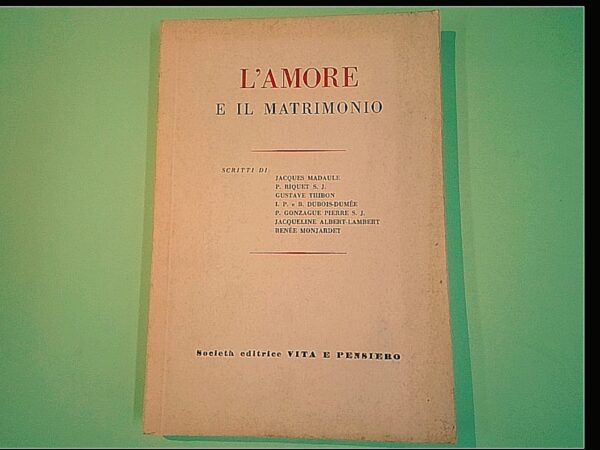 L'AMORE
E IL MATRIMONIO
SCRITTI DI
JACQUES MADAULE
P. RIQUET S. J.
GUSTAVE THIBON
I. P. e B. DUBOIS-DUMÉE
P. GONZAGUE PIERRE S. J.
JACQUELINE ALBERT-LAMBERT
RENÉE MONJARDET
Società editrice VITA E PENSIERO